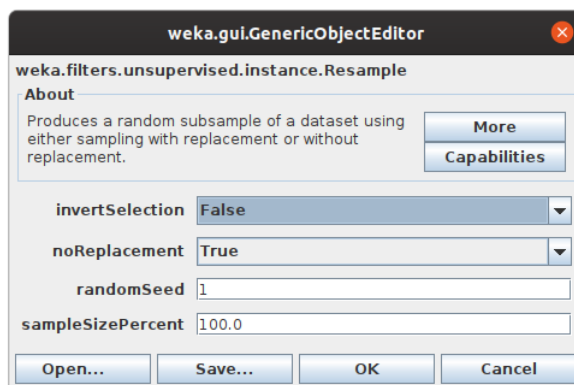 weka.gui.GenericObjectEditor
weka.filters.unsupervised.instance.Resample
About
Produces a random subsample of a dataset using
either sampling with replacement or without
replacement.
More
Capabilities
invertSelection False
noReplacement True
randomSeed 1
sampleSizePercent 100.0
Open... Save... OK Cancel